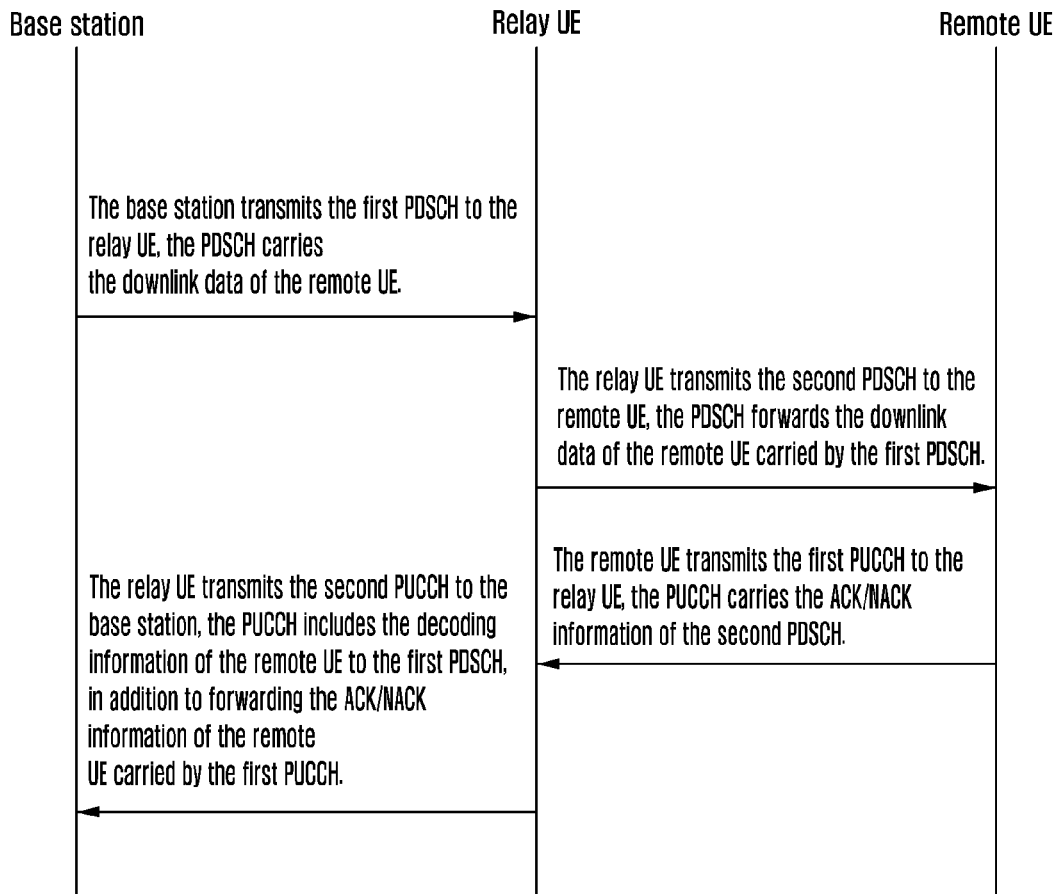 Base station
Relay UE
Remote UE
The base station transmits the first PDSCH to the
relay UE, the PDSCH carries
the downlink data of the remote UE.
The relay UE transmits the second PDSCH to the
remote UE, the PDSCH forwards the downlink
data of the remote UE carried by the first PDSCH.
The remote UE transmits the first PUCCH to the
relay UE, the PUCCH carries the ACK/NACK
information of the second PDSCH.
The relay UE transmits the second PUCCH to the
base station, the PUCCH includes the decoding
information of the remote UE to the first PDSCH,
in addition to forwarding the ACK/NACK
information of the remote
UE carried by the first PUCCH.